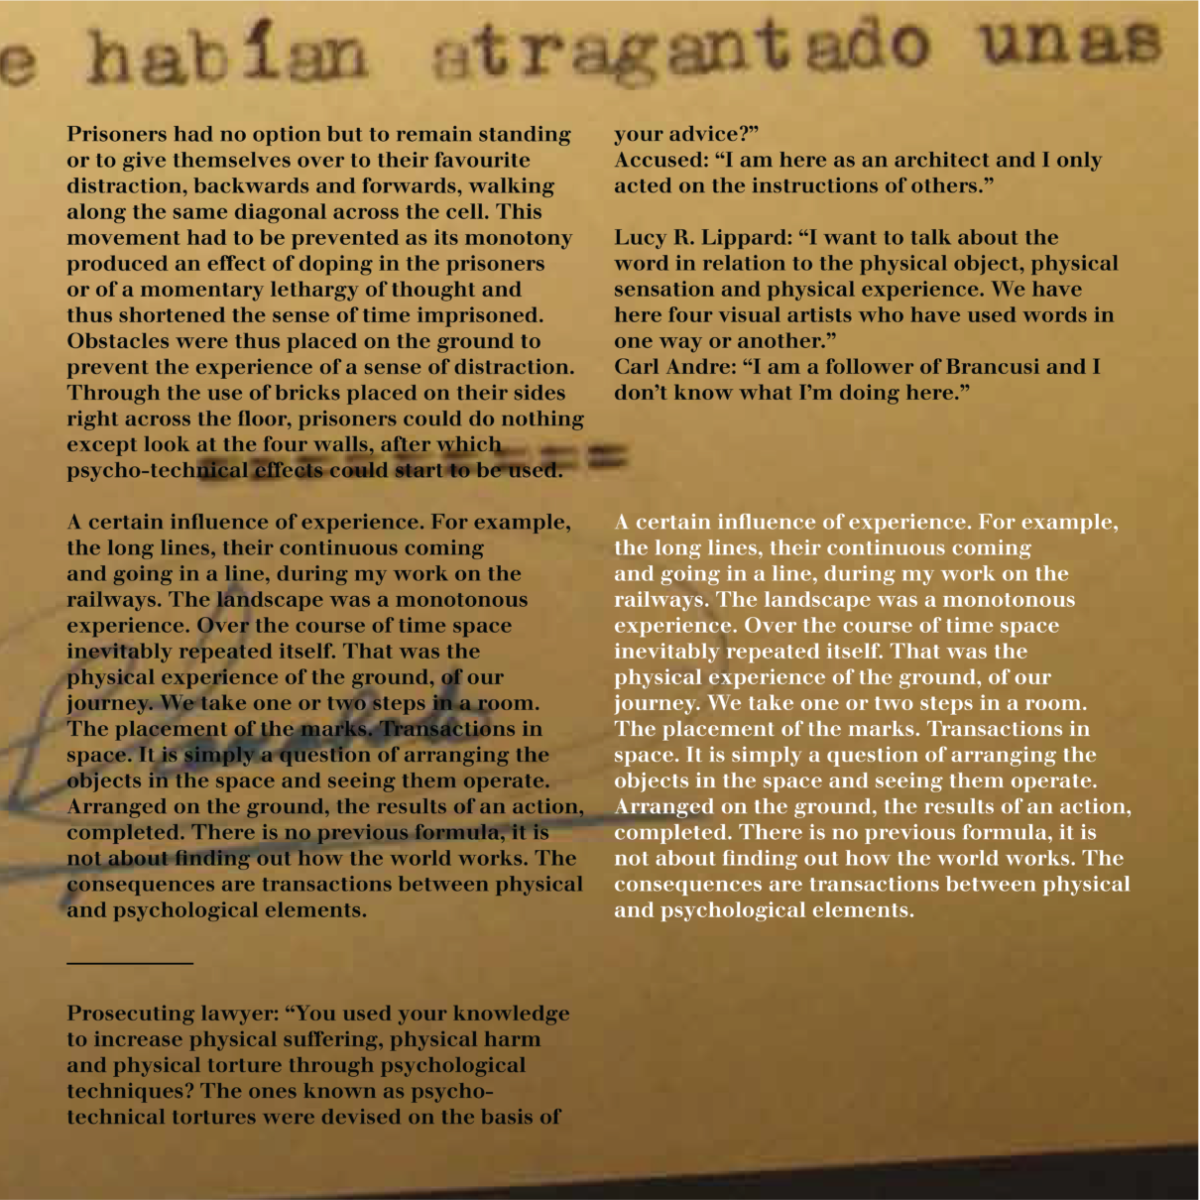 e habían atragantado unas
Prisoners had no option but to remain standing
or to give themselves over to their favourite
distraction, backwards and forwards, walking
along the same diagonal across the cell. This
movement had to be prevented as its monotony
produced an effect of doping in the prisoners
or of a momentary lethargy of thought and
thus shortened the sense of time imprisoned.
Obstacles were thus placed on the ground to
prevent the experience of a sense of distraction.
Through the use of bricks placed on their sides
right across the floor, prisoners could do nothing
except look at the four walls, after which
psycho-technical effects could start to be used.
A certain influence of experience. For example,
the long lines, their continuous coming
and going in a line, during my work on the
railways. The landscape was a monotonous
experience. Over the course of time space
inevitably repeated itself. That was the
physical experience of the ground, of our
journey. We take one or two steps in a room.
The placement of the marks. Transactions in
space. It is simply a question of arranging the
objects in the space and seeing them operate.
Arranged on the ground, the results of an action,
completed. There is no previous formula, it is
not about finding out how the world works. The
consequences are transactions between physical
and psychological elements.
Prosecuting lawyer: “You used your knowledge
to increase physical suffering, physical harm
and physical torture through psychological
techniques? The ones known as psycho-
technical tortures were devised on the basis of
your advice?”
Accused: “I am here as an architect and I only
acted on the instructions of others.”
Lucy R. Lippard: “I want to talk about the
word in relation to the physical object, physical
sensation and physical experience. We have
here four visual artists who have used words in
one way or another.”
Carl Andre: “I am a follower of Brancusi and I
don’t know what I’m doing here.”
A certain influence of experience. For example,
the long lines, their continuous coming
and going in a line, during my work on the
railways. The landscape was a monotonous
experience. Over the course of time space
inevitably repeated itself. That was the
physical experience of the ground, of our
journey. We take one or two steps in a room.
The placement of the marks. Transactions in
space. It is simply a question of arranging the
objects in the space and seeing them operate.
Arranged on the ground, the results of an action,
completed. There is no previous formula, it is
not about finding out how the world works. The
consequences are transactions between physical
and psychological elements.